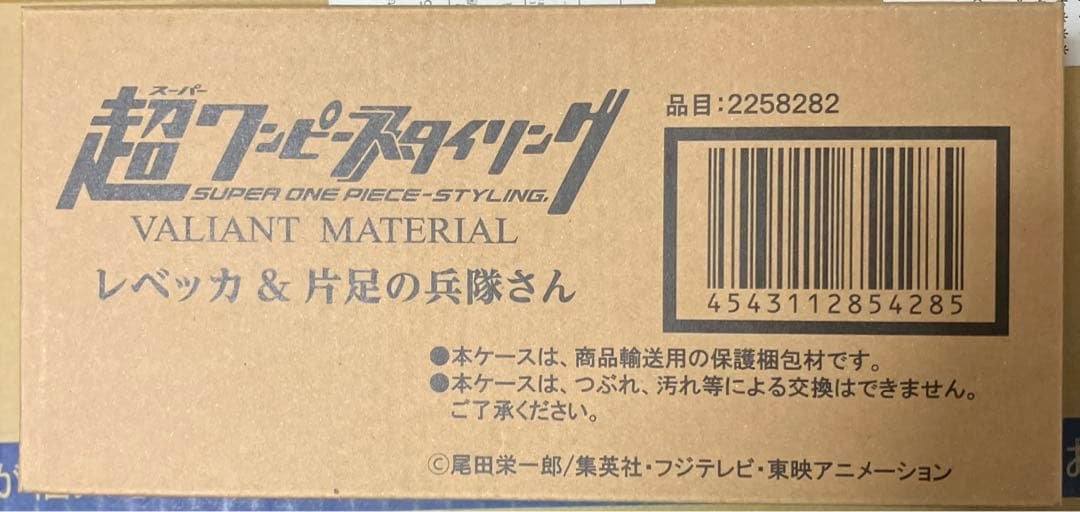 スーパー
超ワンピーススタイリング
SUPER ONE PIECE-STYLING.
VALIANT MATERIAL
レベッカ & 片足の兵隊さん
品目:2258282
4543112854285
●本ケースは、商品輸送用の保護梱包材です。
●本ケースは、つぶれ、汚れ等による交換はできません。
ご了承ください。
©尾田栄一郎/集英社・フジテレビ・東映アニメーション